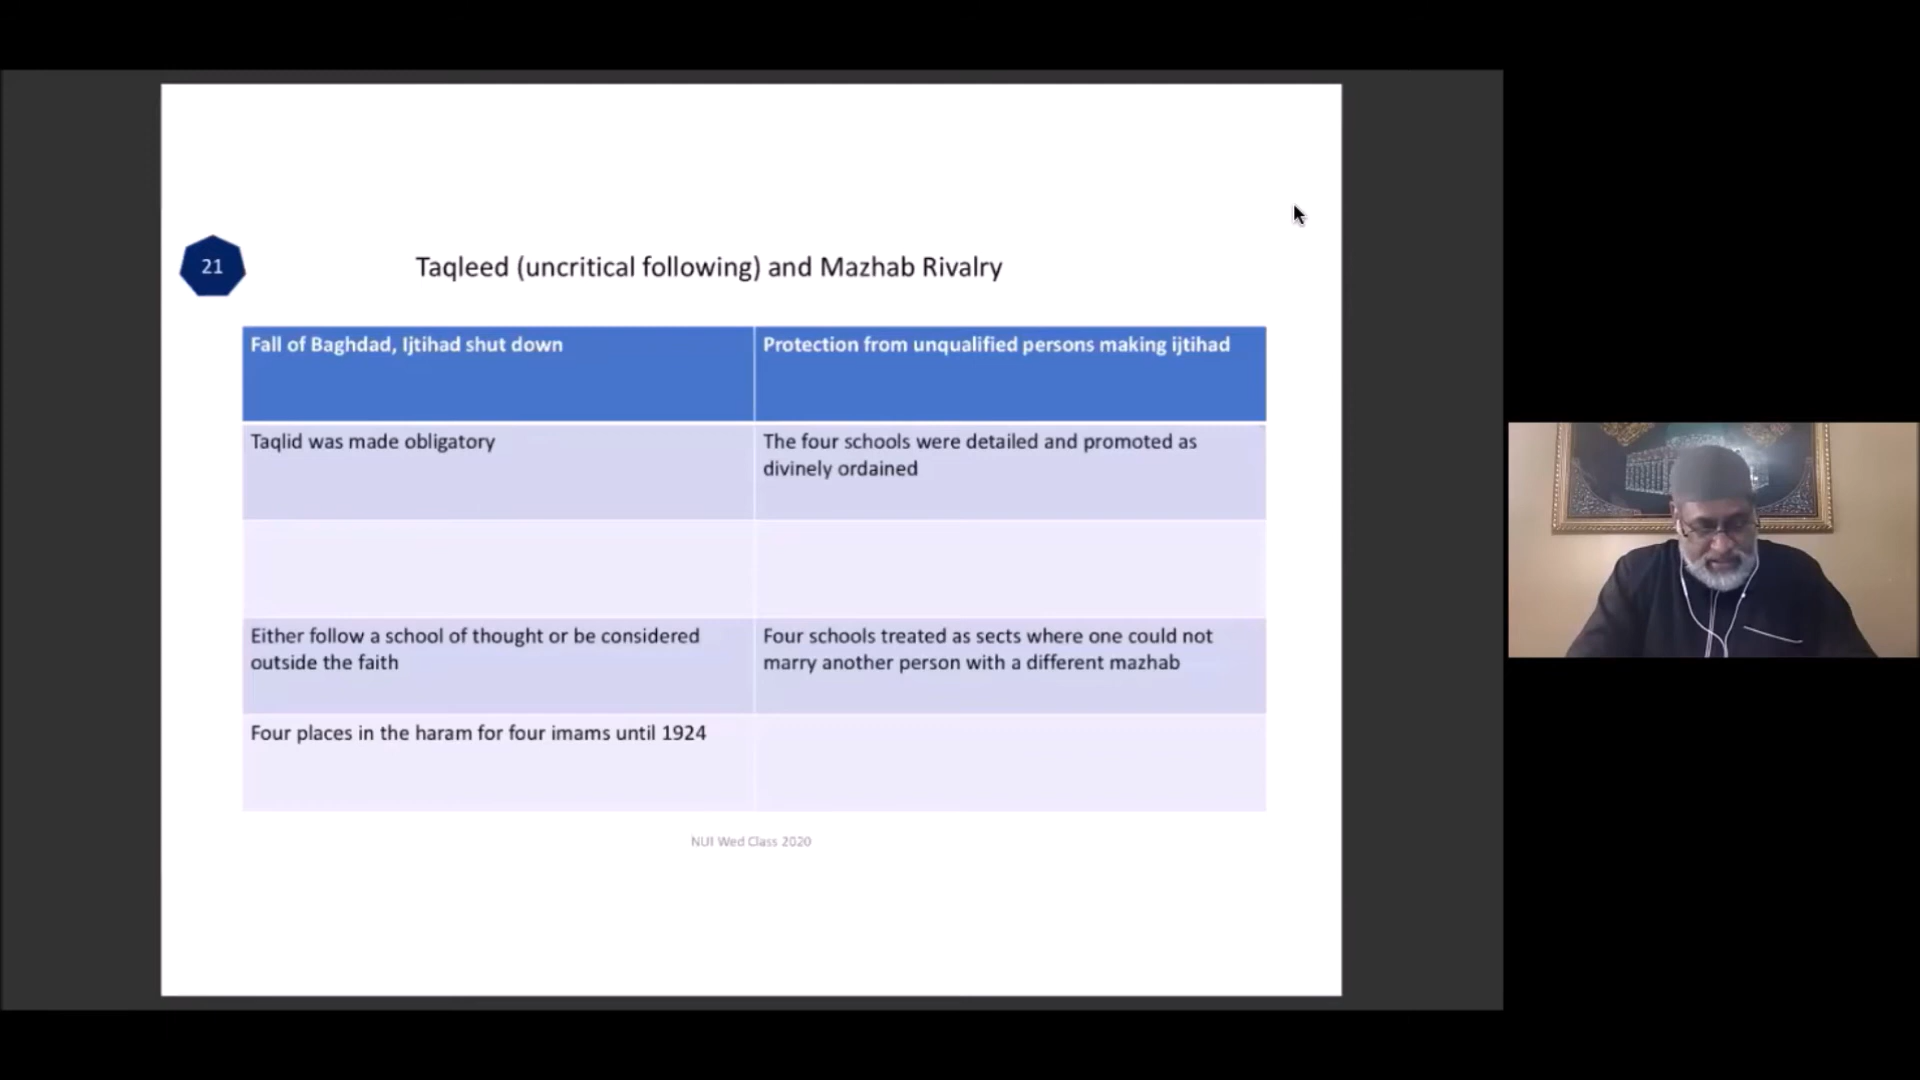 21
Taqleed (uncritical following) and Mazhab Rivalry
Fall of Baghdad, Ijtihad shut down
Protection from unqualified persons making ijtihad
Taqlid was made obligatory
The four schools were detailed and promoted as
divinely ordained
Either follow a school of thought or be considered
outside the faith
Four schools treated as sects where one could not
marry another person with a different mazhab
Four places in the haram for four imams until 1924
NUI Wed Class 2020